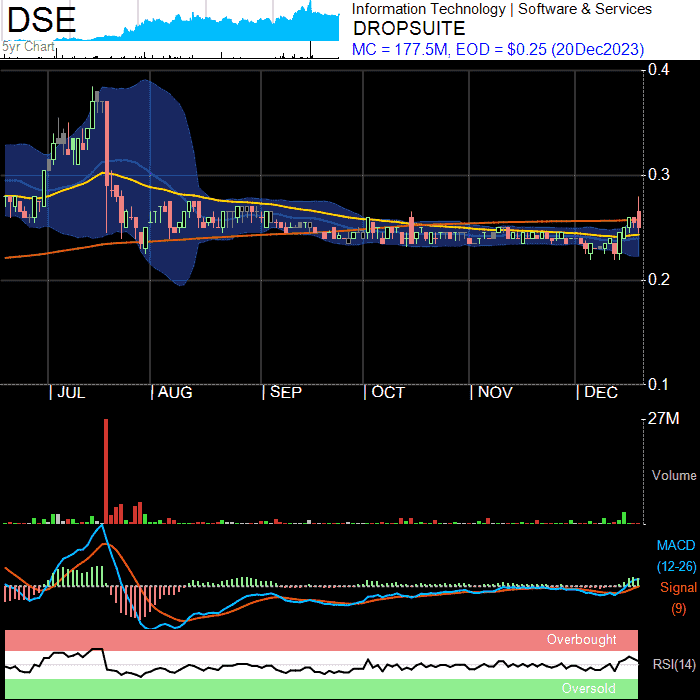 DSE
5yr Chart
Information Technology | Software & Services
DROPSUITE
MC = 177.5M, EOD = $0.25 (20Dec2023)
0.4
0.3
0.2
0.1
| JUL | AUG | SEP | OCT | NOV | DEC
27M
Volume
MACD
(12-26)
Signal
(9)
Overbought
RSI(14)
Oversold